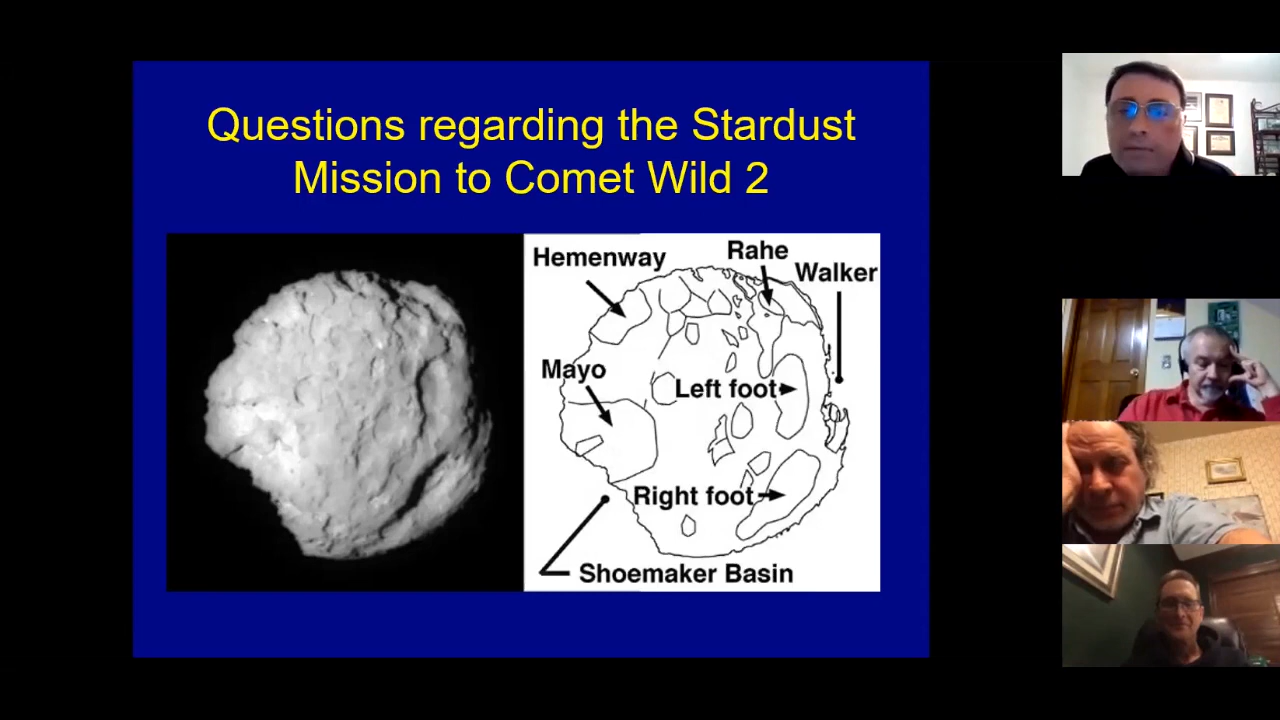 Questions regarding the Stardust
Mission to Comet Wild 2
Hemenway
Rahe
Walker
Mayo
Left foot
Right foot
Shoemaker Basin